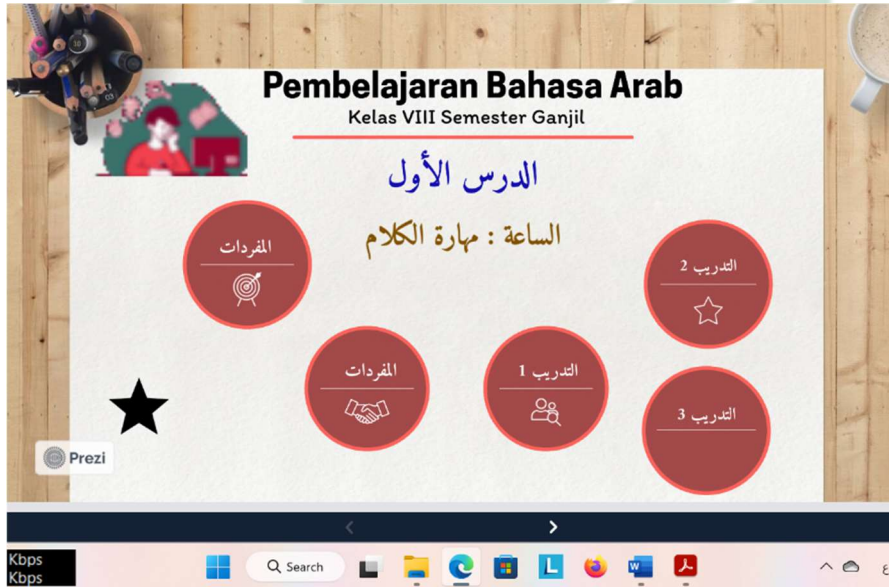 Pembelajaran Bahasa Arab
Kelas VIII Semester Ganjil
الدرس الأول
الساعة : مهارة الكلام
المفردات
التدريب 2
المفردات
التدريب 1
التدريب 3
Prezi
Kbps
Kbps
Search